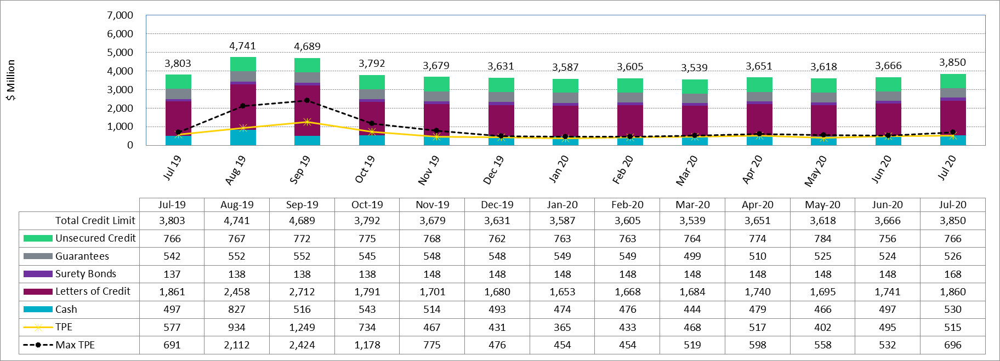 $ Million
7,000
6,000
5,000
4,000
3,000
2,000
1,000
0
3,803 4,741 4,689 3,792 3,679 3,631 3,587 3,605 3,539 3,651 3,618 3,666 3,850
Jul 19 Aug 19 Sep 19 Oct 19 Nov 19 Dec 19 Jan 20 Feb 20 Mar 20 Apr 20 May 20 Jun 20 Jul 20
Jul-19 Aug-19 Sep-19 Oct-19 Nov-19 Dec-19 Jan-20 Feb-20 Mar-20 Apr-20 May-20 Jun-20 Jul-20
Total Credit Limit 3,803 4,741 4,689 3,792 3,679 3,631 3,587 3,605 3,539 3,651 3,618 3,666 3,850
Unsecured Credit 766 767 772 775 768 762 763 763 764 774 784 756 766
Guarantees 542 552 552 545 548 548 549 549 499 510 525 524 526
Surety Bonds 137 138 138 138 148 148 148 148 148 148 148 148 168
Letters of Credit 1,861 2,458 2,712 1,791 1,701 1,680 1,653 1,668 1,684 1,740 1,695 1,741 1,860
Cash 497 827 516 543 514 493 474 476 444 479 466 497 530
TPE 577 934 1,249 734 467 431 365 433 468 517 402 495 515
Max TPE 691 2,112 2,424 1,178 775 476 454 454 519 598 558 532 696